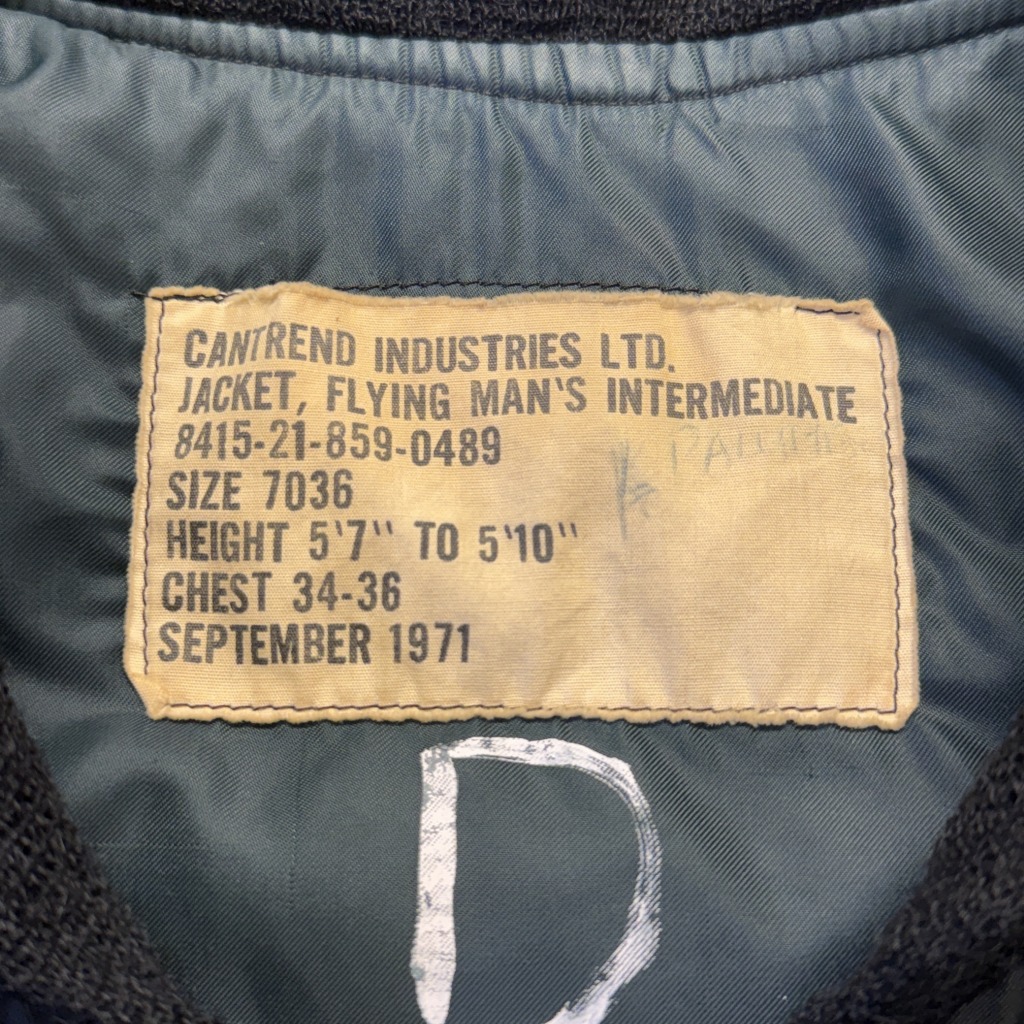 CANTREND INDUSTRIES LTD.
JACKET, FLYING MAN'S INTERMEDIATE
8415-21-859-0489
SIZE 7036
HEIGHT 5'7" TO 5'10"
CHEST 34-36
SEPTEMBER 1971
D